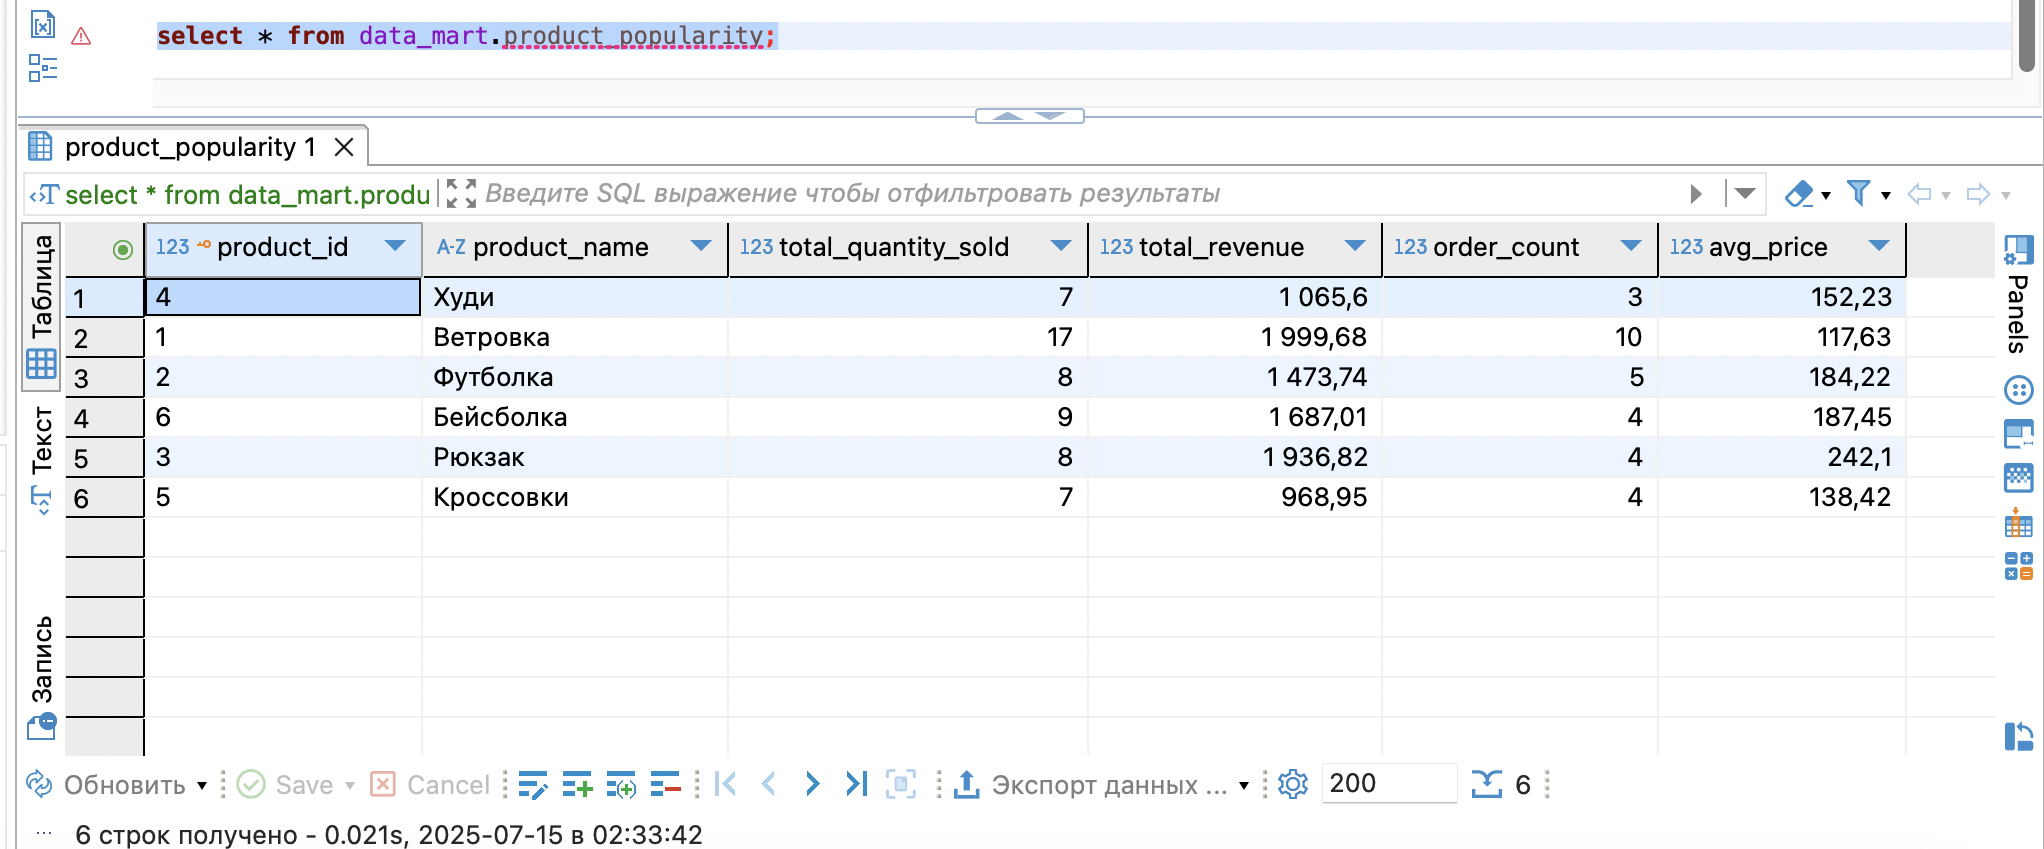 select * from data_mart.product_popularity;
product_popularity 1
select * from data_mart.produ Введите SQL выражение чтобы отфильтровать результаты
123 product_id A-Z product_name 123 total_quantity_sold 123 total_revenue 123 order_count 123 avg_price
1 4 Худи 7 1 065,6 3 152,23
2 1 Ветровка 17 1 999,68 10 117,63
3 2 Футболка 8 1 473,74 5 184,22
4 6 Бейсболка 9 1 687,01 4 187,45
5 3 Рюкзак 8 1 936,82 4 242,1
6 5 Кроссовки 7 968,95 4 138,42
Таблица
Текст
Запись
Panels
Обновить Save Cancel Экспорт данных ... 200 6
6 строк получено - 0.021s, 2025-07-15 в 02:33:42